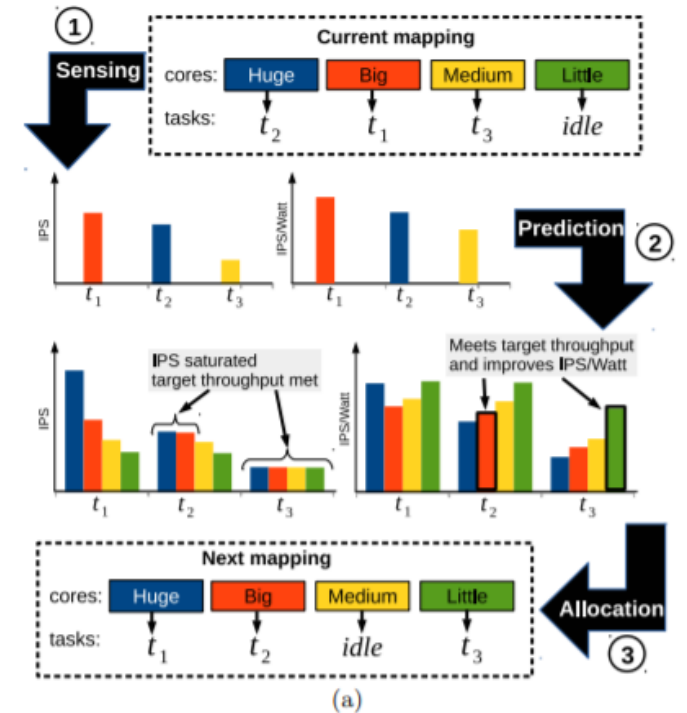 1
Sensing
Current mapping
cores: Huge Big Medium Little
tasks: t2 t1 t3 idle
IPS
t1 t2 t3
IPS/Watt
t1 t2 t3
Prediction
2
IPS
IPS saturated
target throughput met
t1 t2 t3
IPS/Watt
Meets target throughput
and improves IPS/Watt
t1 t2 t3
Next mapping
cores: Huge Big Medium Little
tasks: t1 t2 idle t3
Allocation
3
(a)